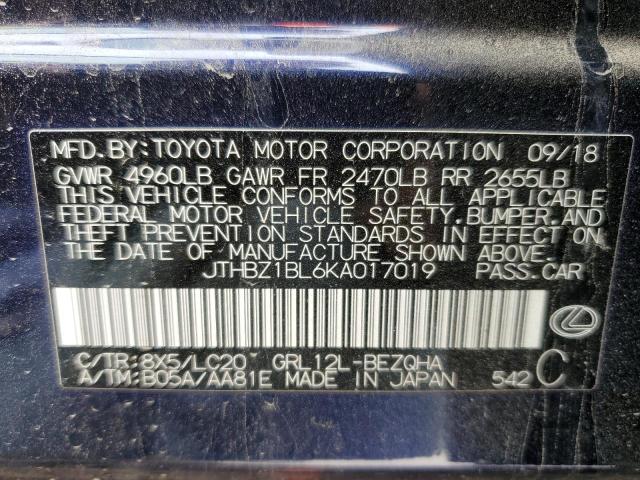 MFD.BY:TOYOTA MOTOR CORPORATION 09/18
GVWR 4960LB GAWR FR 2470LB RR 2655LB
THIS VEHICLE CONFORMS TO ALL APPLICABLE
FEDERAL MOTOR VEHICLE SAFETY,BUMPER,AND
THEFT PREVENTION STANDARDS IN EFFECT ON
THE DATE OF MANUFACTURE SHOWN ABOVE.
JTHBZ1BL6KA017019 PASS.CAR
C/TR:8X5/LC20 GRL12L-BEZQHA
A/TM:B05A/AA81E MADE IN JAPAN 542 C